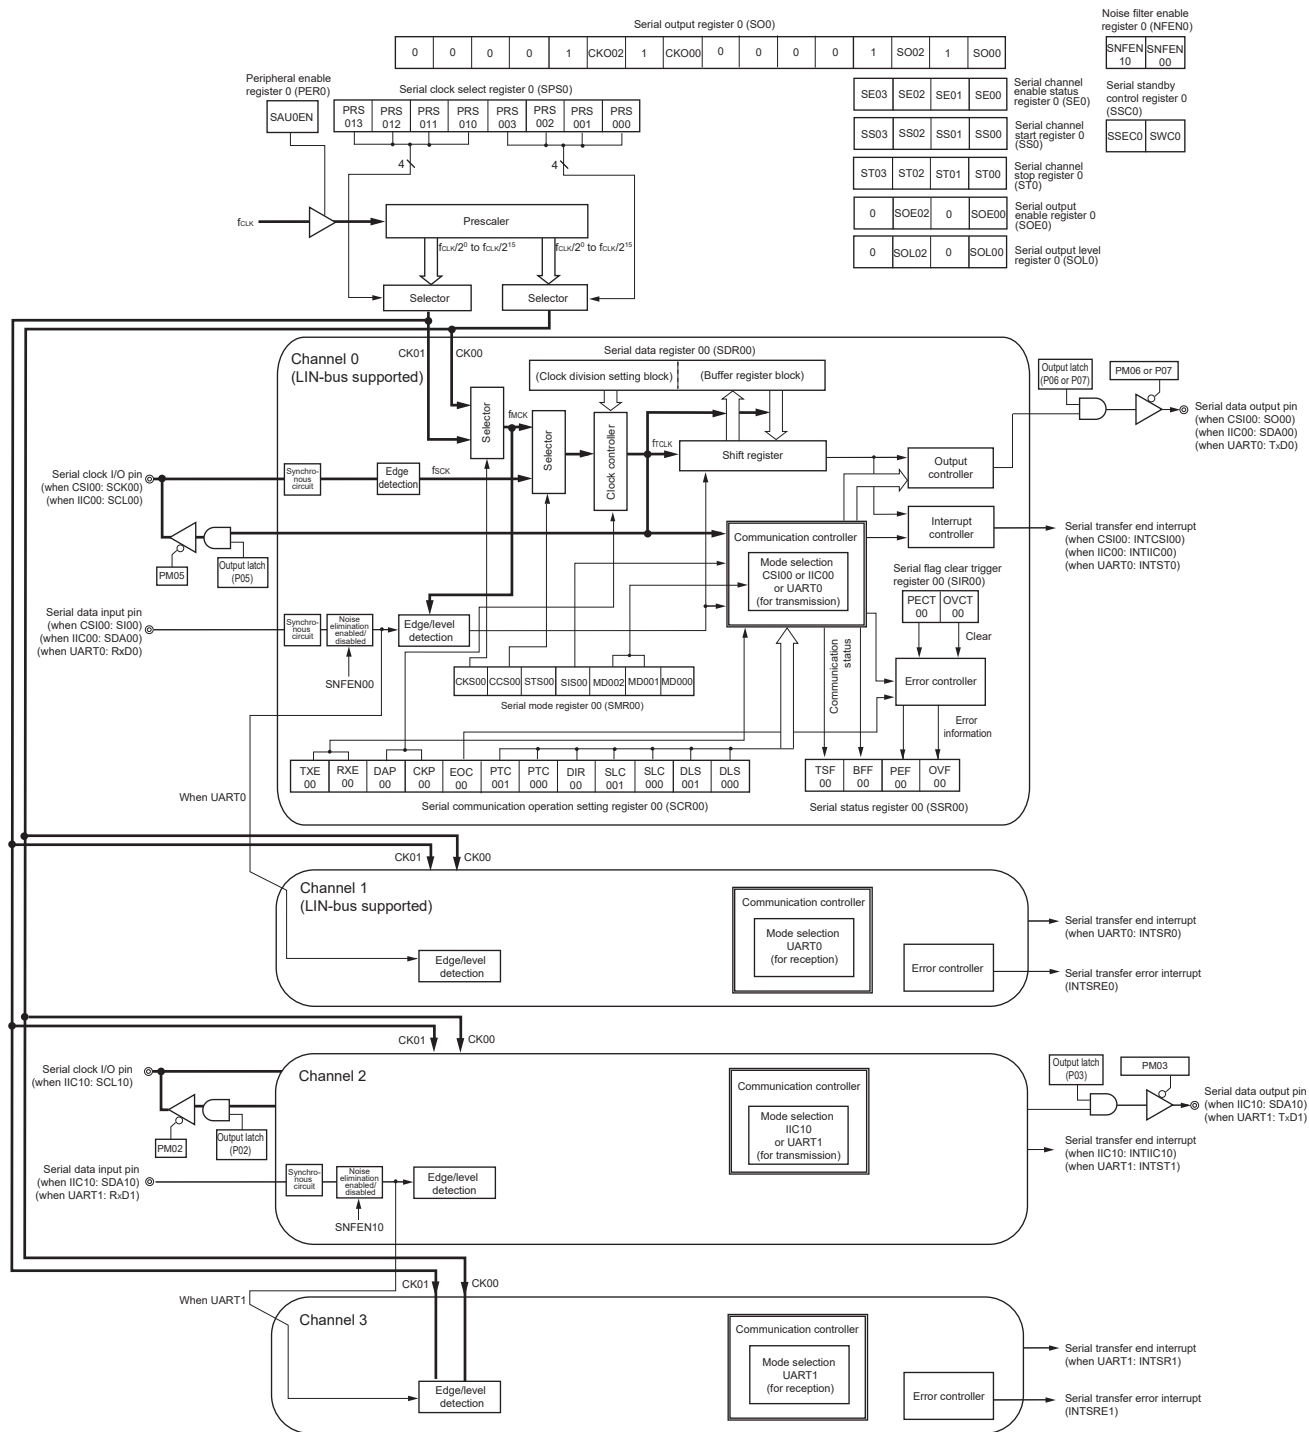 Serial output register 0 (SO0)
0 0 0 0 1 CKO02 1 CKO00 0 0 0 0 1 SO02 1 SO00
Noise filter enable
register 0 (NFEN0)
SNFEN SNFEN
10 00
Peripheral enable
register 0 (PER0)
SAU0EN
Serial clock select register 0 (SPS0)
PRS PRS PRS PRS PRS PRS PRS PRS
013 012 011 010 003 002 001 000
4
4
SE03 SE02 SE01 SE00
Serial channel
enable status
register 0 (SE0)
Serial standby
control register 0
(SSC0)
SSEC0 SWC0
SS03 SS02 SS01 SS00
Serial channel
start register 0
(SS0)
ST03 ST02 ST01 ST00
Serial channel
stop register 0
(ST0)
0 SOE02 0 SOE00
Serial output
enable register 0
(SOE0)
0 SOL02 0 SOL00
Serial output level
register 0 (SOL0)
fCLK
Prescaler
fCLK/2⁰ to fCLK/2¹⁵
fCLK/2⁰ to fCLK/2¹⁵
Selector
Selector
CK01
CK00
Channel 0
(LIN-bus supported)
Serial data register 00 (SDR00)
(Clock division setting block)
(Buffer register block)
Selector
fMCK
Selector
Clock controller
fTCLK
Shift register
Output latch
(P06 or P07)
PM06 or P07
Serial data output pin
(when CSI00: SO00)
(when IIC00: SDA00)
(when UART0: TxD0)
Serial clock I/O pin
(when CSI00: SCK00)
(when IIC00: SCL00)
Synchro-
nous
circuit
Edge
detection
fSCK
Output
controller
Interrupt
controller
Serial transfer end interrupt
(when CSI00: INTCSI00)
(when IIC00: INTIIC00)
(when UART0: INTST0)
PM05
Output latch
(P05)
Communication controller
Mode selection
CSI00 or IIC00
or UART0
(for transmission)
Serial flag clear trigger
register 00 (SIR00)
PECT OVCT
00 00
Clear
Serial data input pin
(when CSI00: SI00)
(when IIC00: SDA00)
(when UART0: RxD0)
Synchro-
nous
circuit
Noise
elimination
enabled/
disabled
Edge/level
detection
SNFEN00
CKS00 CCS00 STS00 SIS00 MD002 MD001 MD000
Serial mode register 00 (SMR00)
Communication
status
Error controller
Error
information
TXE RXE DAP CKP EOC PTC PTC DIR SLC SLC DLS DLS
00 00 00 00 00 001 000 00 001 000 001 000
Serial communication operation setting register 00 (SCR00)
TSF BFF PEF OVF
00 00 00 00
Serial status register 00 (SSR00)
When UART0
CK01
CK00
Channel 1
(LIN-bus supported)
Edge/level
detection
Communication controller
Mode selection
UART0
(for reception)
Error controller
Serial transfer end interrupt
(when UART0: INTSR0)
Serial transfer error interrupt
(INTSRE0)
CK01
CK00
Channel 2
Serial clock I/O pin
(when IIC10: SCL10)
PM02
Output latch
(P02)
Communication controller
Mode selection
IIC10
or UART1
(for transmission)
Output latch
(P03)
PM03
Serial data output pin
(when IIC10: SDA10)
(when UART1: TxD1)
Serial transfer end interrupt
(when IIC10: INTIIC10)
(when UART1: INTST1)
Serial data input pin
(when IIC10: SDA10)
(when UART1: RxD1)
Synchro-
nous
circuit
Noise
elimination
enabled/
disabled
Edge/level
detection
SNFEN10
CK01
CK00
When UART1
Channel 3
Edge/level
detection
Communication controller
Mode selection
UART1
(for reception)
Error controller
Serial transfer end interrupt
(when UART1: INTSR1)
Serial transfer error interrupt
(INTSRE1)